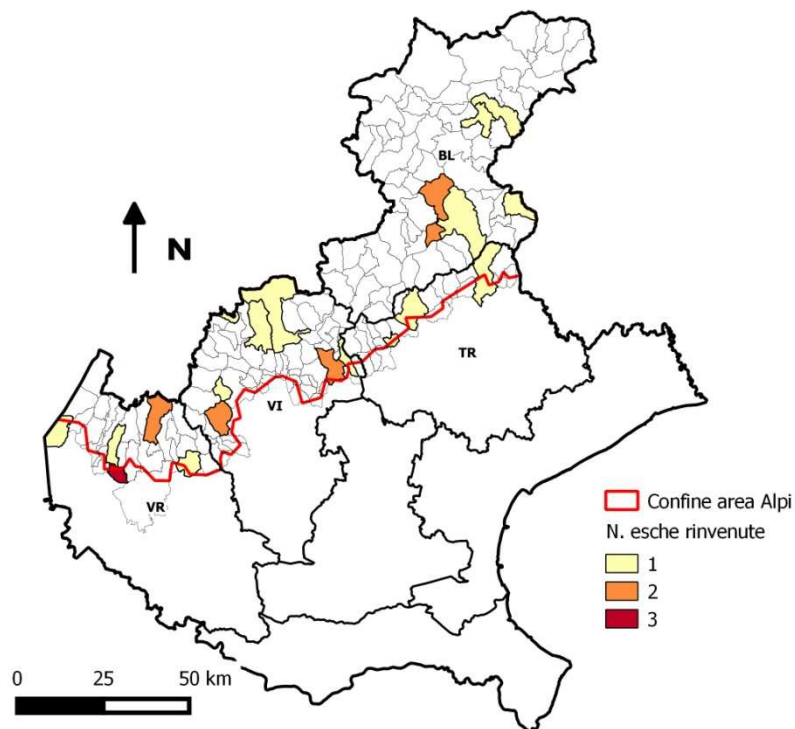 BL
N
TR
VI
VR
Confine area Alpi
N. esche rinvenute
1
2
3
0 25 50 km